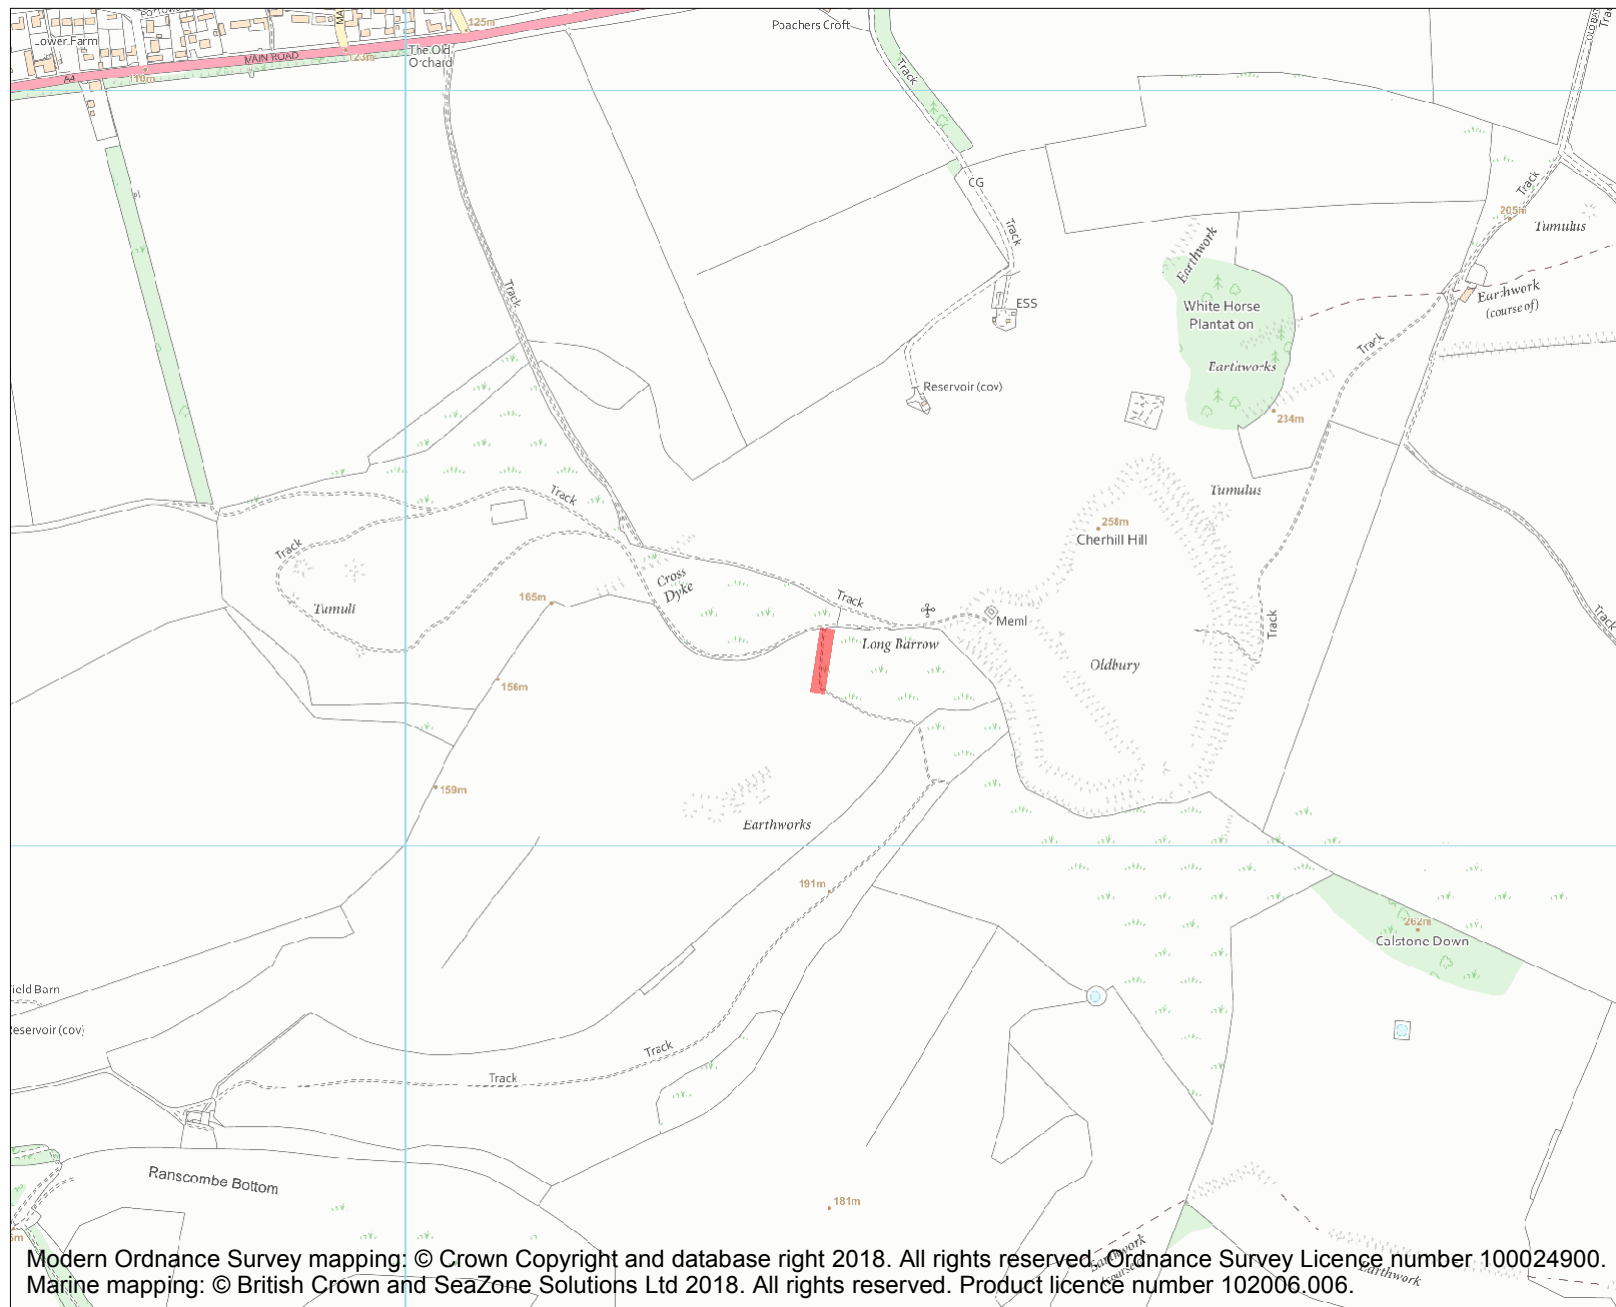 Poachers Croft
125m
Lower Farm
The Old
Orchard
MAIN ROAD
123m
A4
110m
Track
Track
CG
Track
Track
205m
Tumulus
Earthwork
White Horse
Plantation
Earthwork
(course of)
Track
ESS
Track
Earthworks
Reservoir (cov)
234m
Tumulus
Track
258m
Cherhill Hill
Track
Cross
Dyke
Tumuli
165m
Track
Meml
Long Barrow
Track
Track
Oldbury
156m
159m
Earthworks
191m
262m
Calstone Down
Field Barn
Reservoir (cov)
Track
Track
Ranscombe Bottom
181m
Earthwork
Earthwork
Modern Ordnance Survey mapping: © Crown Copyright and database right 2018. All rights reserved. Ordnance Survey Licence number 100024900.
Marine mapping: © British Crown and SeaZone Solutions Ltd 2018. All rights reserved. Product licence number 102006.006.